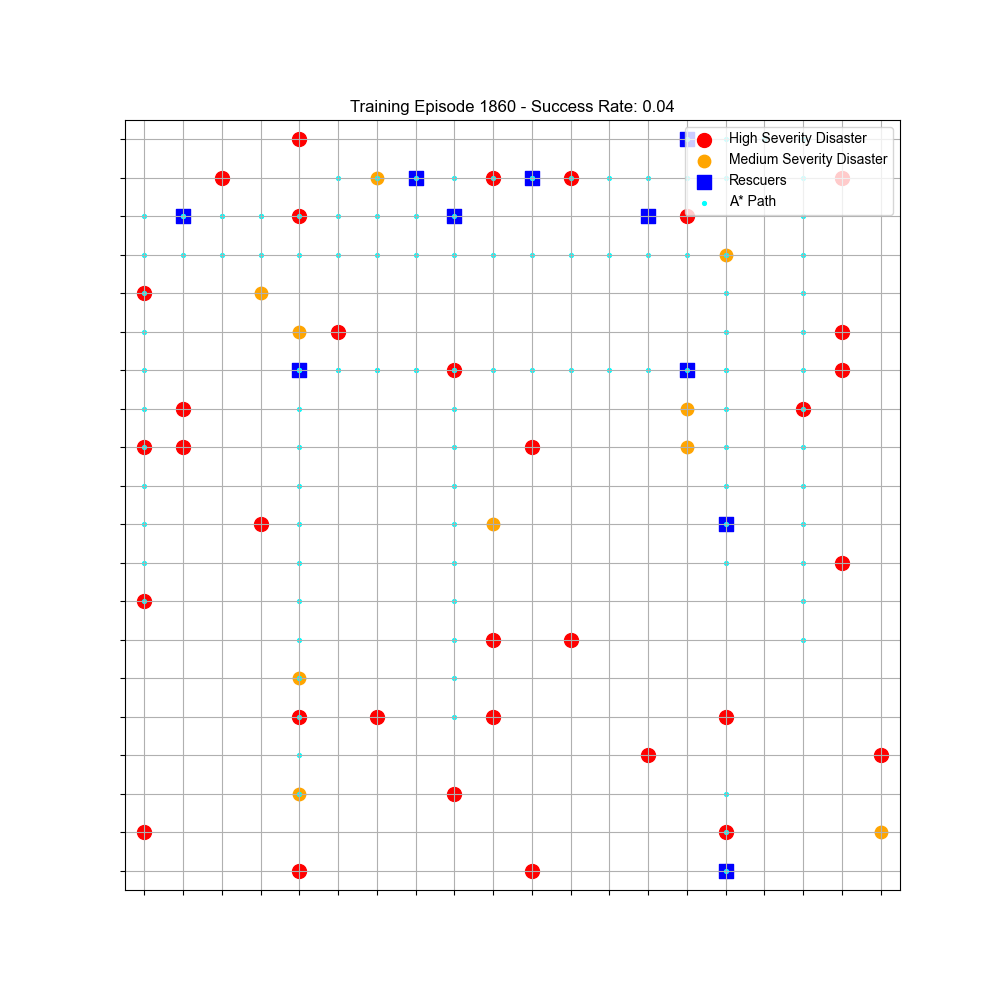 Training Episode 1860 - Success Rate: 0.04
High Severity Disaster
Medium Severity Disaster
Rescuers
A* Path